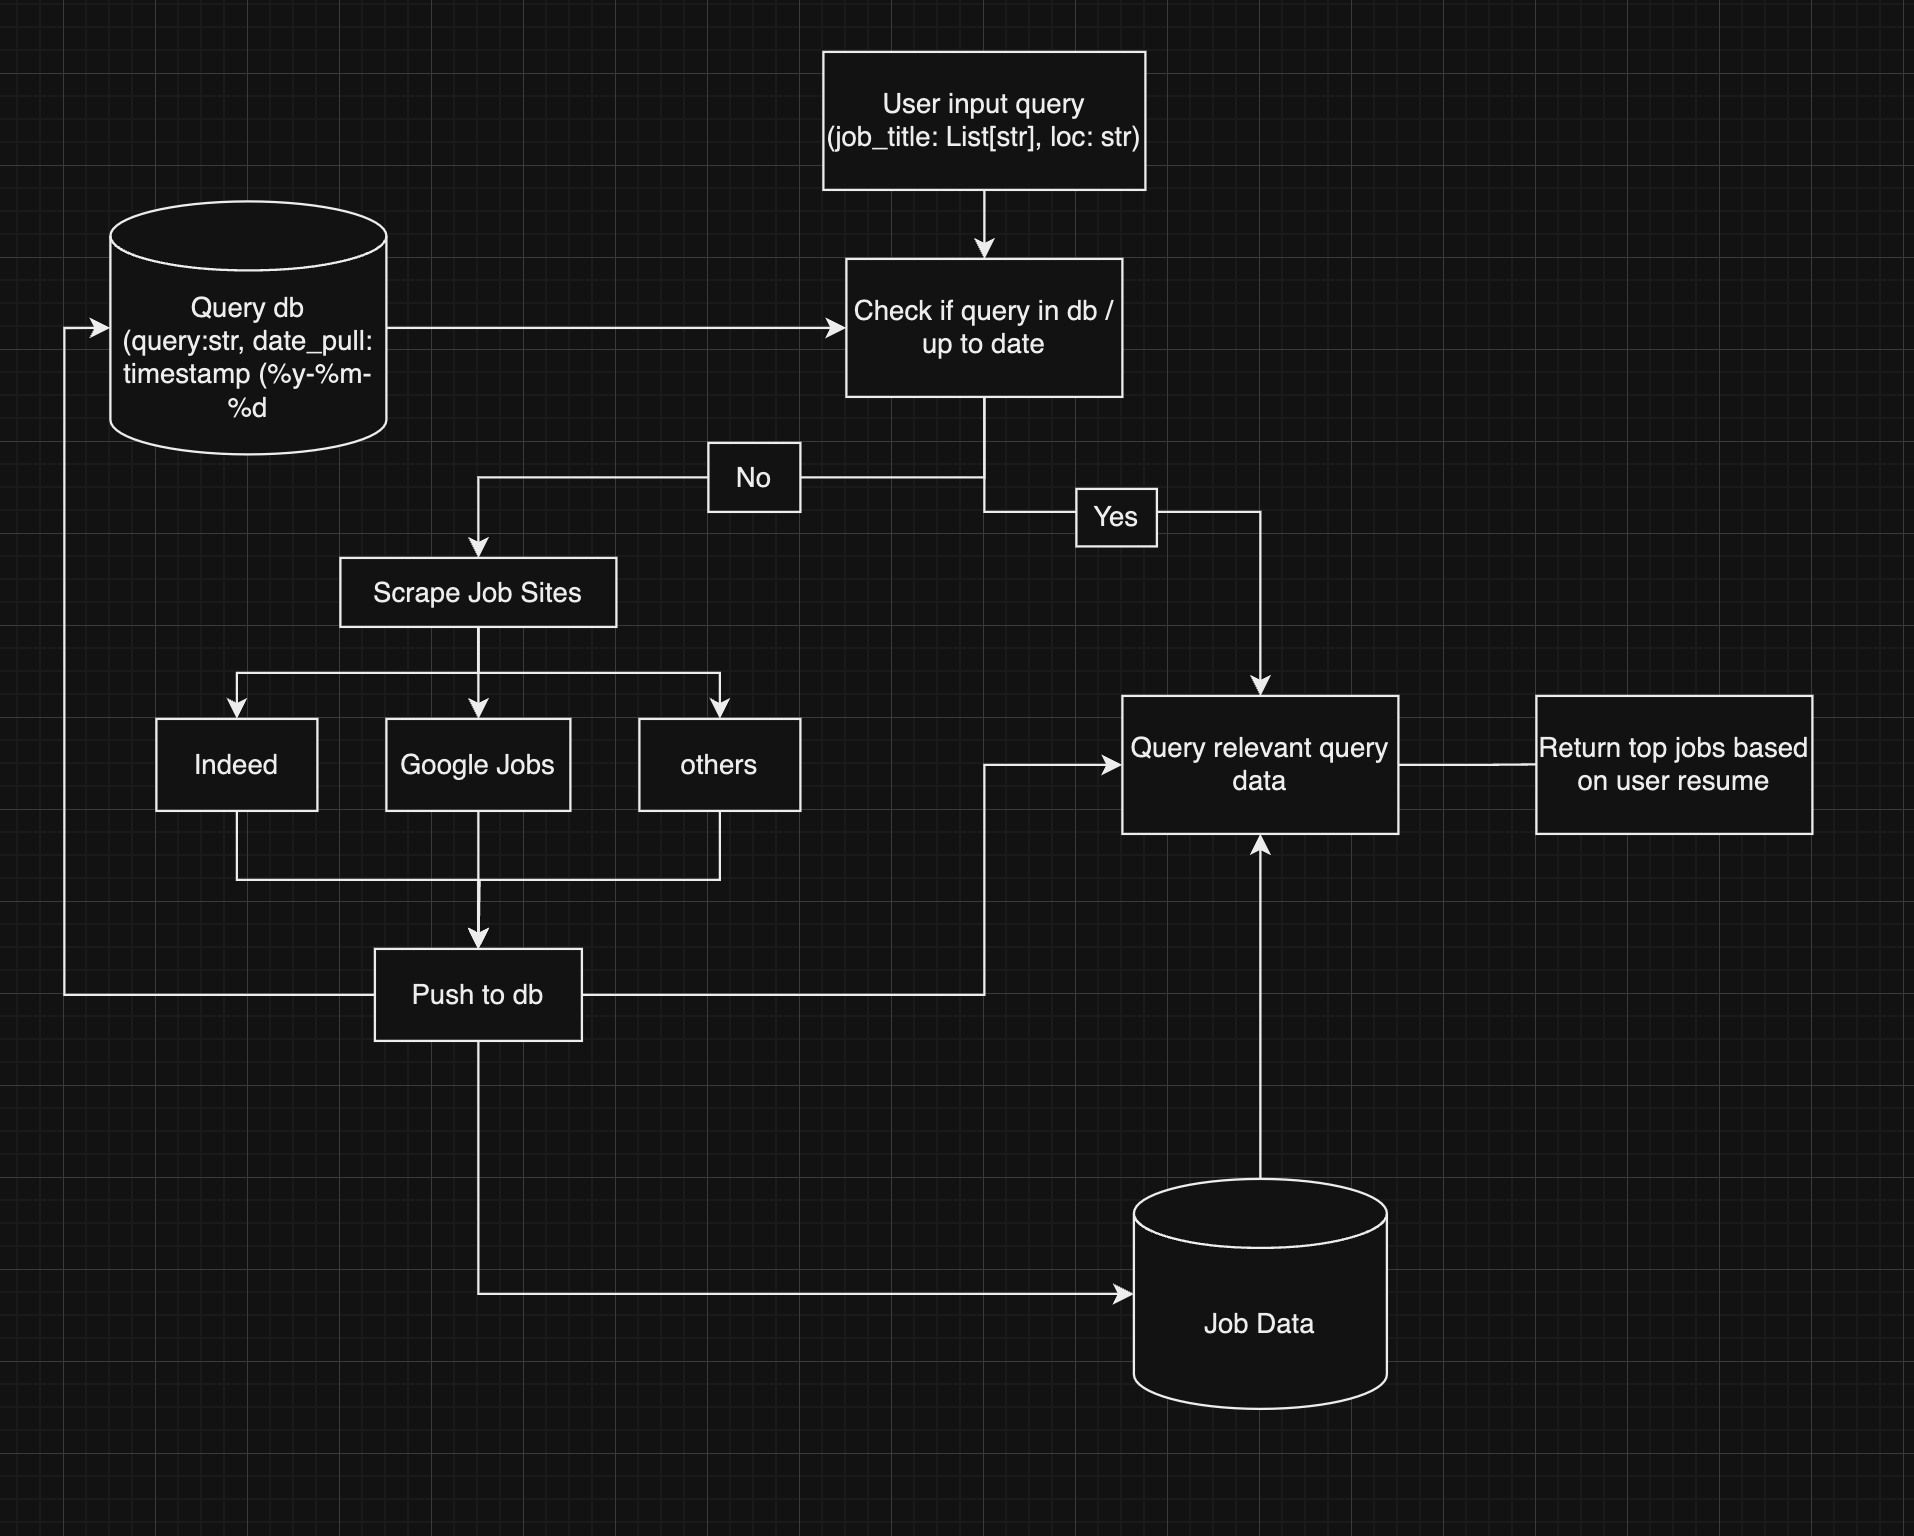 User input query
(job_title: List[str], loc: str)
Query db
(query:str, date_pull:
timestamp (%y-%m-
%d
Check if query in db /
up to date
No
Yes
Scrape Job Sites
Indeed
Google Jobs
others
Query relevant query
data
Return top jobs based
on user resume
Push to db
Job Data